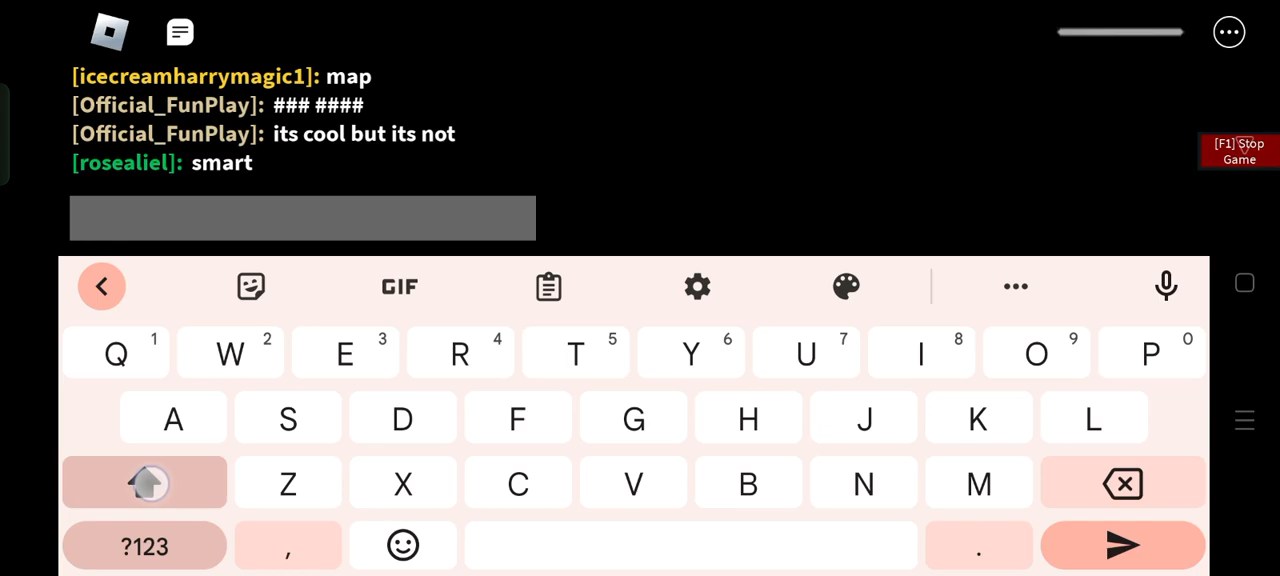 [icecreamharrymagic1]: map
[Official_FunPlay]: ### ####
[Official_FunPlay]: its cool but its not
[rosealiel]: smart
[F1] Stop
Game
GIF
Q 1 W 2 E 3 R 4 T 5 Y 6 U 7 I 8 O 9 P 0
A S D F G H J K L
Z X C V B N M
?123 , .